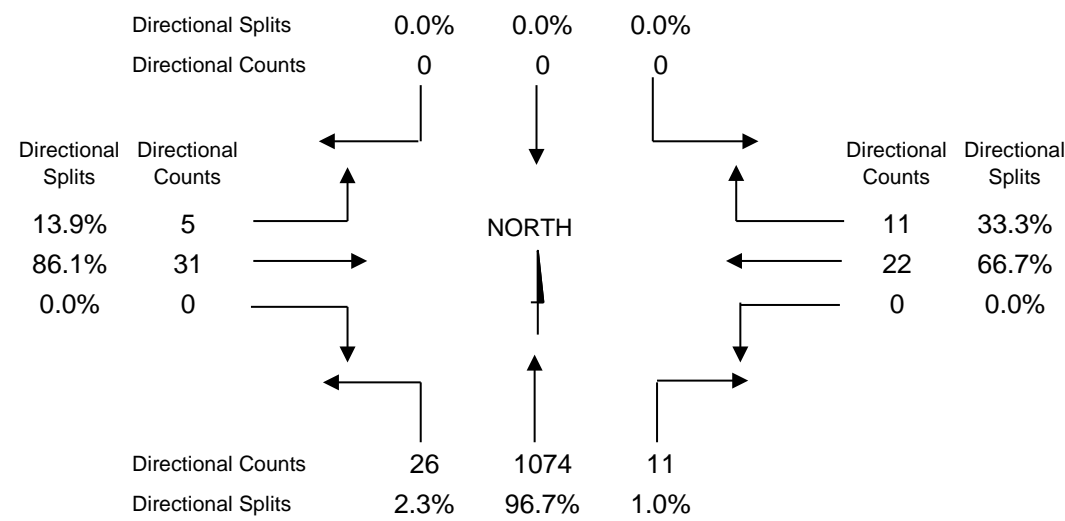 Directional Splits 0.0% 0.0% 0.0%
Directional Counts 0 0 0
Directional Directional Directional Directional
Splits Counts Counts Splits
13.9% 5 NORTH 11 33.3%
86.1% 31 22 66.7%
0.0% 0 0 0.0%
Directional Counts 26 1074 11
Directional Splits 2.3% 96.7% 1.0%